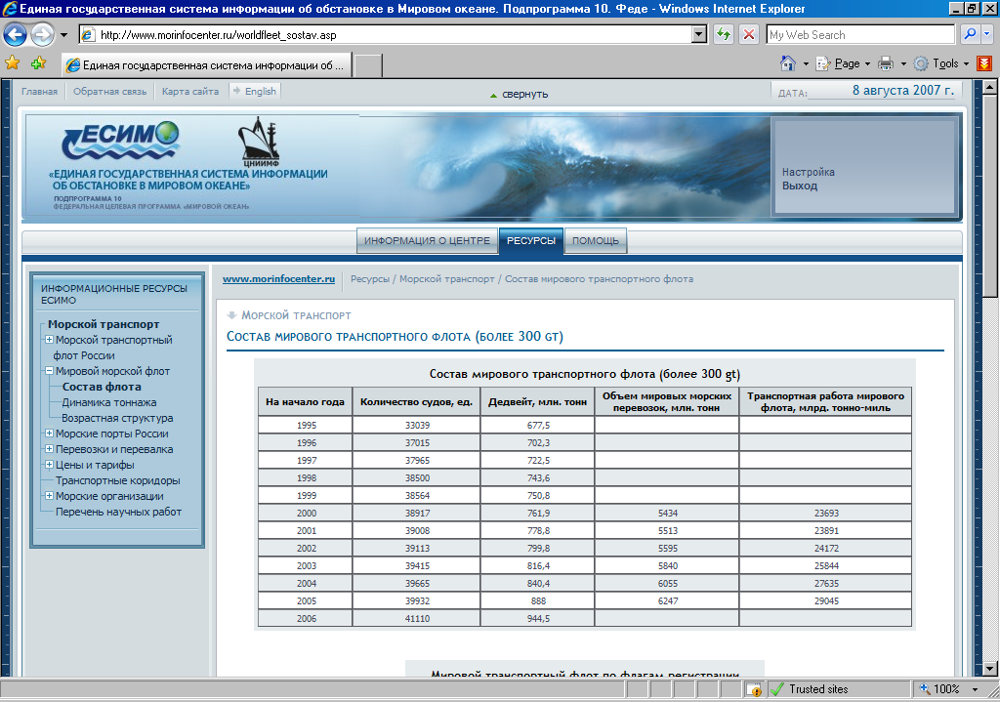 Единая государственная система информации об обстановке в Мировом океане. Подпрограмма 10. Феде - Windows Internet Explorer
http://www.morinfocenter.ru/worldfleet_sostav.asp
My Web Search
Единая государственная система информации об ...
Page
Tools
Главная
Обратная связь
Карта сайта
English
свернуть
ДАТА:
8 августа 2007 г.
ЕСИМО
ЦНИИМФ
«ЕДИНАЯ ГОСУДАРСТВЕННАЯ СИСТЕМА ИНФОРМАЦИИ
ОБ ОБСТАНОВКЕ В МИРОВОМ ОКЕАНЕ»
ПОДПРОГРАММА 10
ФЕДЕРАЛЬНАЯ ЦЕЛЕВАЯ ПРОГРАММА «МИРОВОЙ ОКЕАН»
Настройка
Выход
ИНФОРМАЦИЯ О ЦЕНТРЕ
РЕСУРСЫ
ПОМОЩЬ
ИНФОРМАЦИОННЫЕ РЕСУРСЫ
ЕСИМО
Морской транспорт
Морской транспортный
флот России
Мировой морской флот
Состав флота
Динамика тоннажа
Возрастная структура
Морские порты России
Перевозки и перевалка
Цены и тарифы
Транспортные коридоры
Морские организации
Перечень научных работ
www.morinfocenter.ru
Ресурсы / Морской транспорт / Состав мирового транспортного флота
Морской транспорт
Состав мирового транспортного флота (более 300 gt)
Состав мирового транспортного флота (более 300 gt)
На начало года Количество судов, ед. Дедвейт, млн. тонн Объем мировых морских перевозок, млн. тонн Транспортная работа мирового флота, млрд. тонно-миль
1995 33039 677,5
1996 37015 702,3
1997 37965 722,5
1998 38500 743,6
1999 38564 750,8
2000 38917 761,9 5434 23693
2001 39008 778,8 5513 23891
2002 39113 799,8 5595 24172
2003 39415 816,4 5840 25844
2004 39665 840,4 6055 27635
2005 39932 888 6247 29045
2006 41110 944,5
Мировой транспортный флот по флагам регистрации
Trusted sites
100%